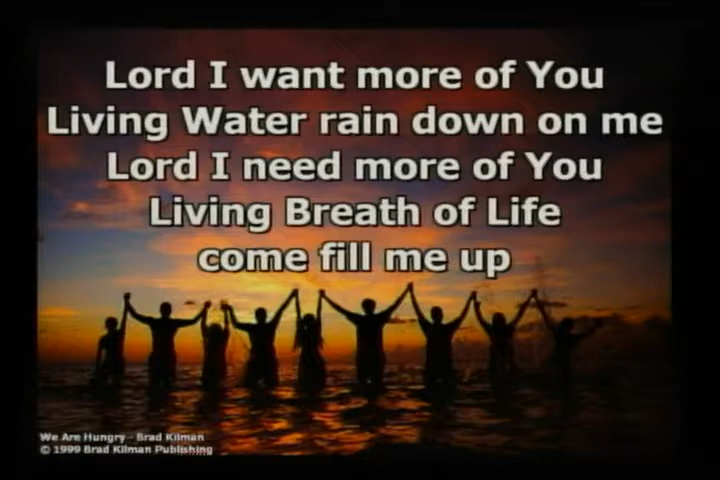 Lord I want more of You
Living Water rain down on me
Lord I need more of You
Living Breath of Life
come fill me up
We Are Hungry - Brad Kilman
© 1999 Brad Kilman Publishing